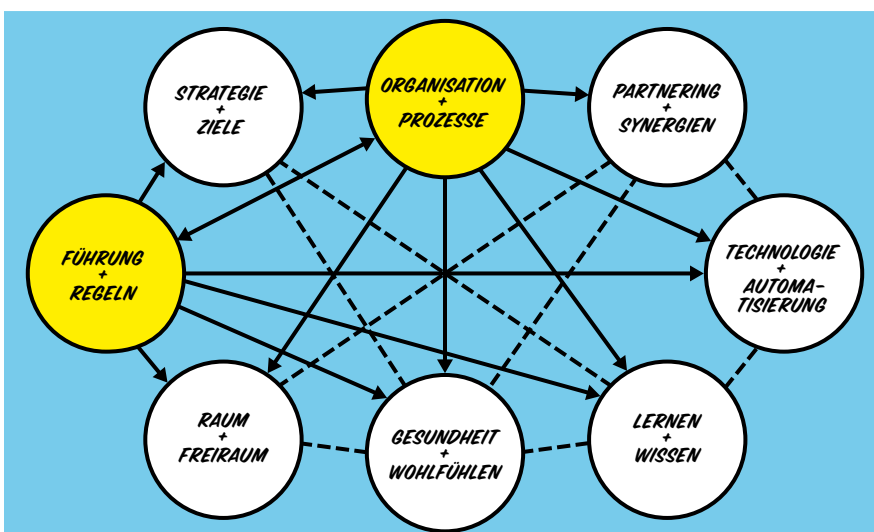 STRATEGIE
+
ZIELE
ORGANISATION
+
PROZESSE
PARTNERING
+
SYNERGIEN
FÜHRUNG
+
REGELN
TECHNOLOGIE
+
AUTOMA-
TISIERUNG
RAUM
+
FREIRAUM
GESUNDHEIT
+
WOHLFÜHLEN
LERNEN
+
WISSEN